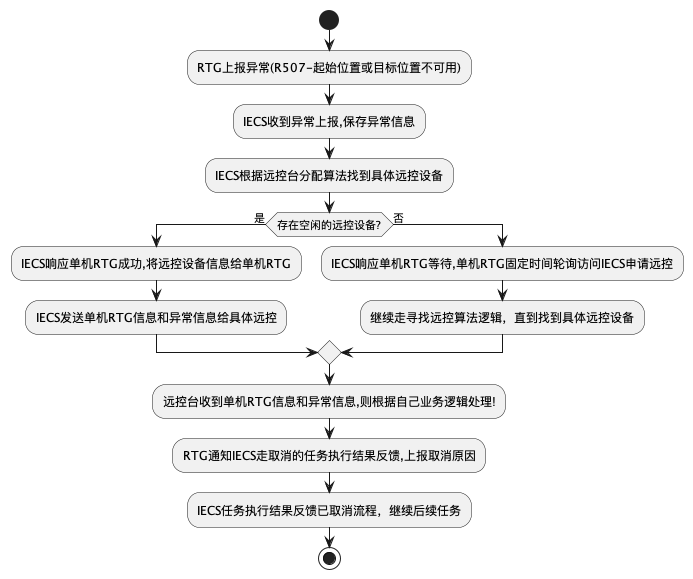 RTG上报异常(R507-起始位置或目标位置不可用)
IECS收到异常上报,保存异常信息
IECS根据远控台分配算法找到具体远控设备
存在空闲的远控设备?
是
否
IECS响应单机RTG成功,将远控设备信息给单机RTG
IECS响应单机RTG等待,单机RTG固定时间轮询访问IECS申请远控
IECS发送单机RTG信息和异常信息给具体远控
继续走寻找远控算法逻辑，直到找到具体远控设备
远控台收到单机RTG信息和异常信息,则根据自己业务逻辑处理!
RTG通知IECS走取消的任务执行结果反馈,上报取消原因
IECS任务执行结果反馈已取消流程，继续后续任务